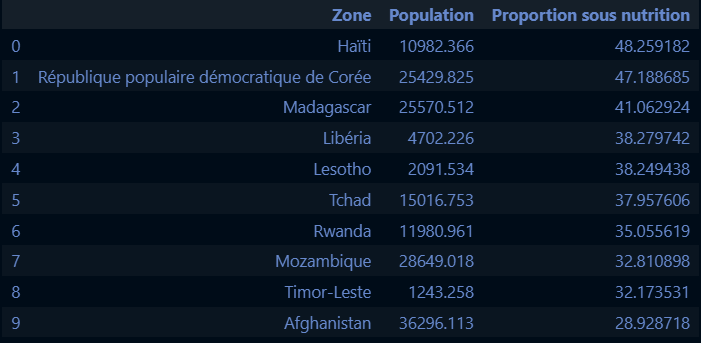 Zone Population Proportion sous nutrition
0 Haïti 10982.366 48.259182
1 République populaire démocratique de Corée 25429.825 47.188685
2 Madagascar 25570.512 41.062924
3 Libéria 4702.226 38.279742
4 Lesotho 2091.534 38.249438
5 Tchad 15016.753 37.957606
6 Rwanda 11980.961 35.055619
7 Mozambique 28649.018 32.810898
8 Timor-Leste 1243.258 32.173531
9 Afghanistan 36296.113 28.928718